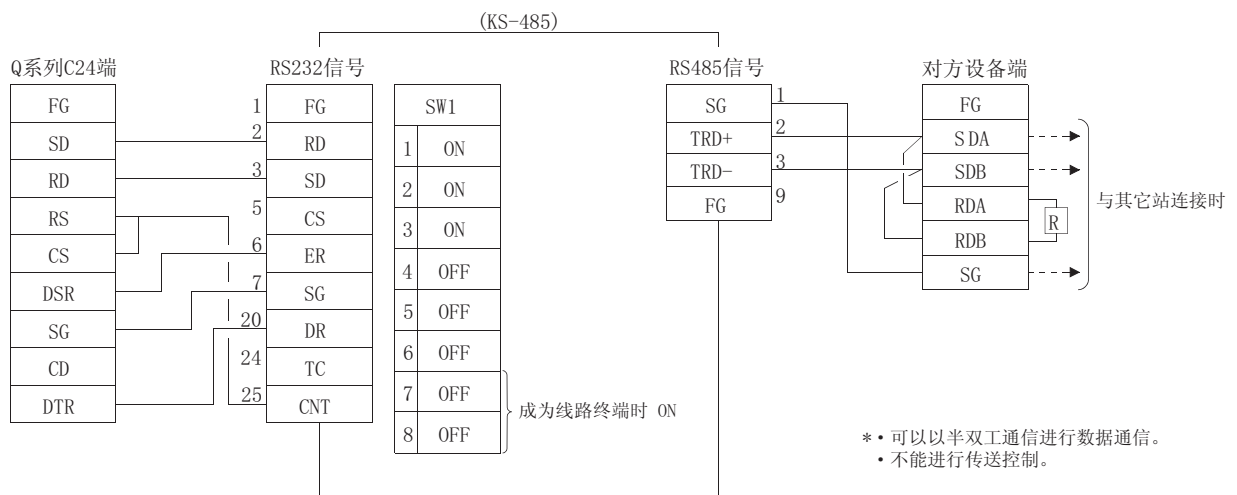 (KS-485)
Q系列C24端
RS232信号
RS485信号
对方设备端
FG
SD
RD
RS
CS
DSR
SG
CD
DTR
1 FG
2 RD
3 SD
5 CS
6 ER
7 SG
20 DR
24 TC
25 CNT
SW1
1 ON
2 ON
3 ON
4 OFF
5 OFF
6 OFF
7 OFF
8 OFF
成为线路终端时 ON
SG 1
TRD+ 2
TRD- 3
FG 9
FG
SDA
SDB
RDA
RDB
SG
R
与其它站连接时
*·可以以半双工通信进行数据通信。
·不能进行传送控制。